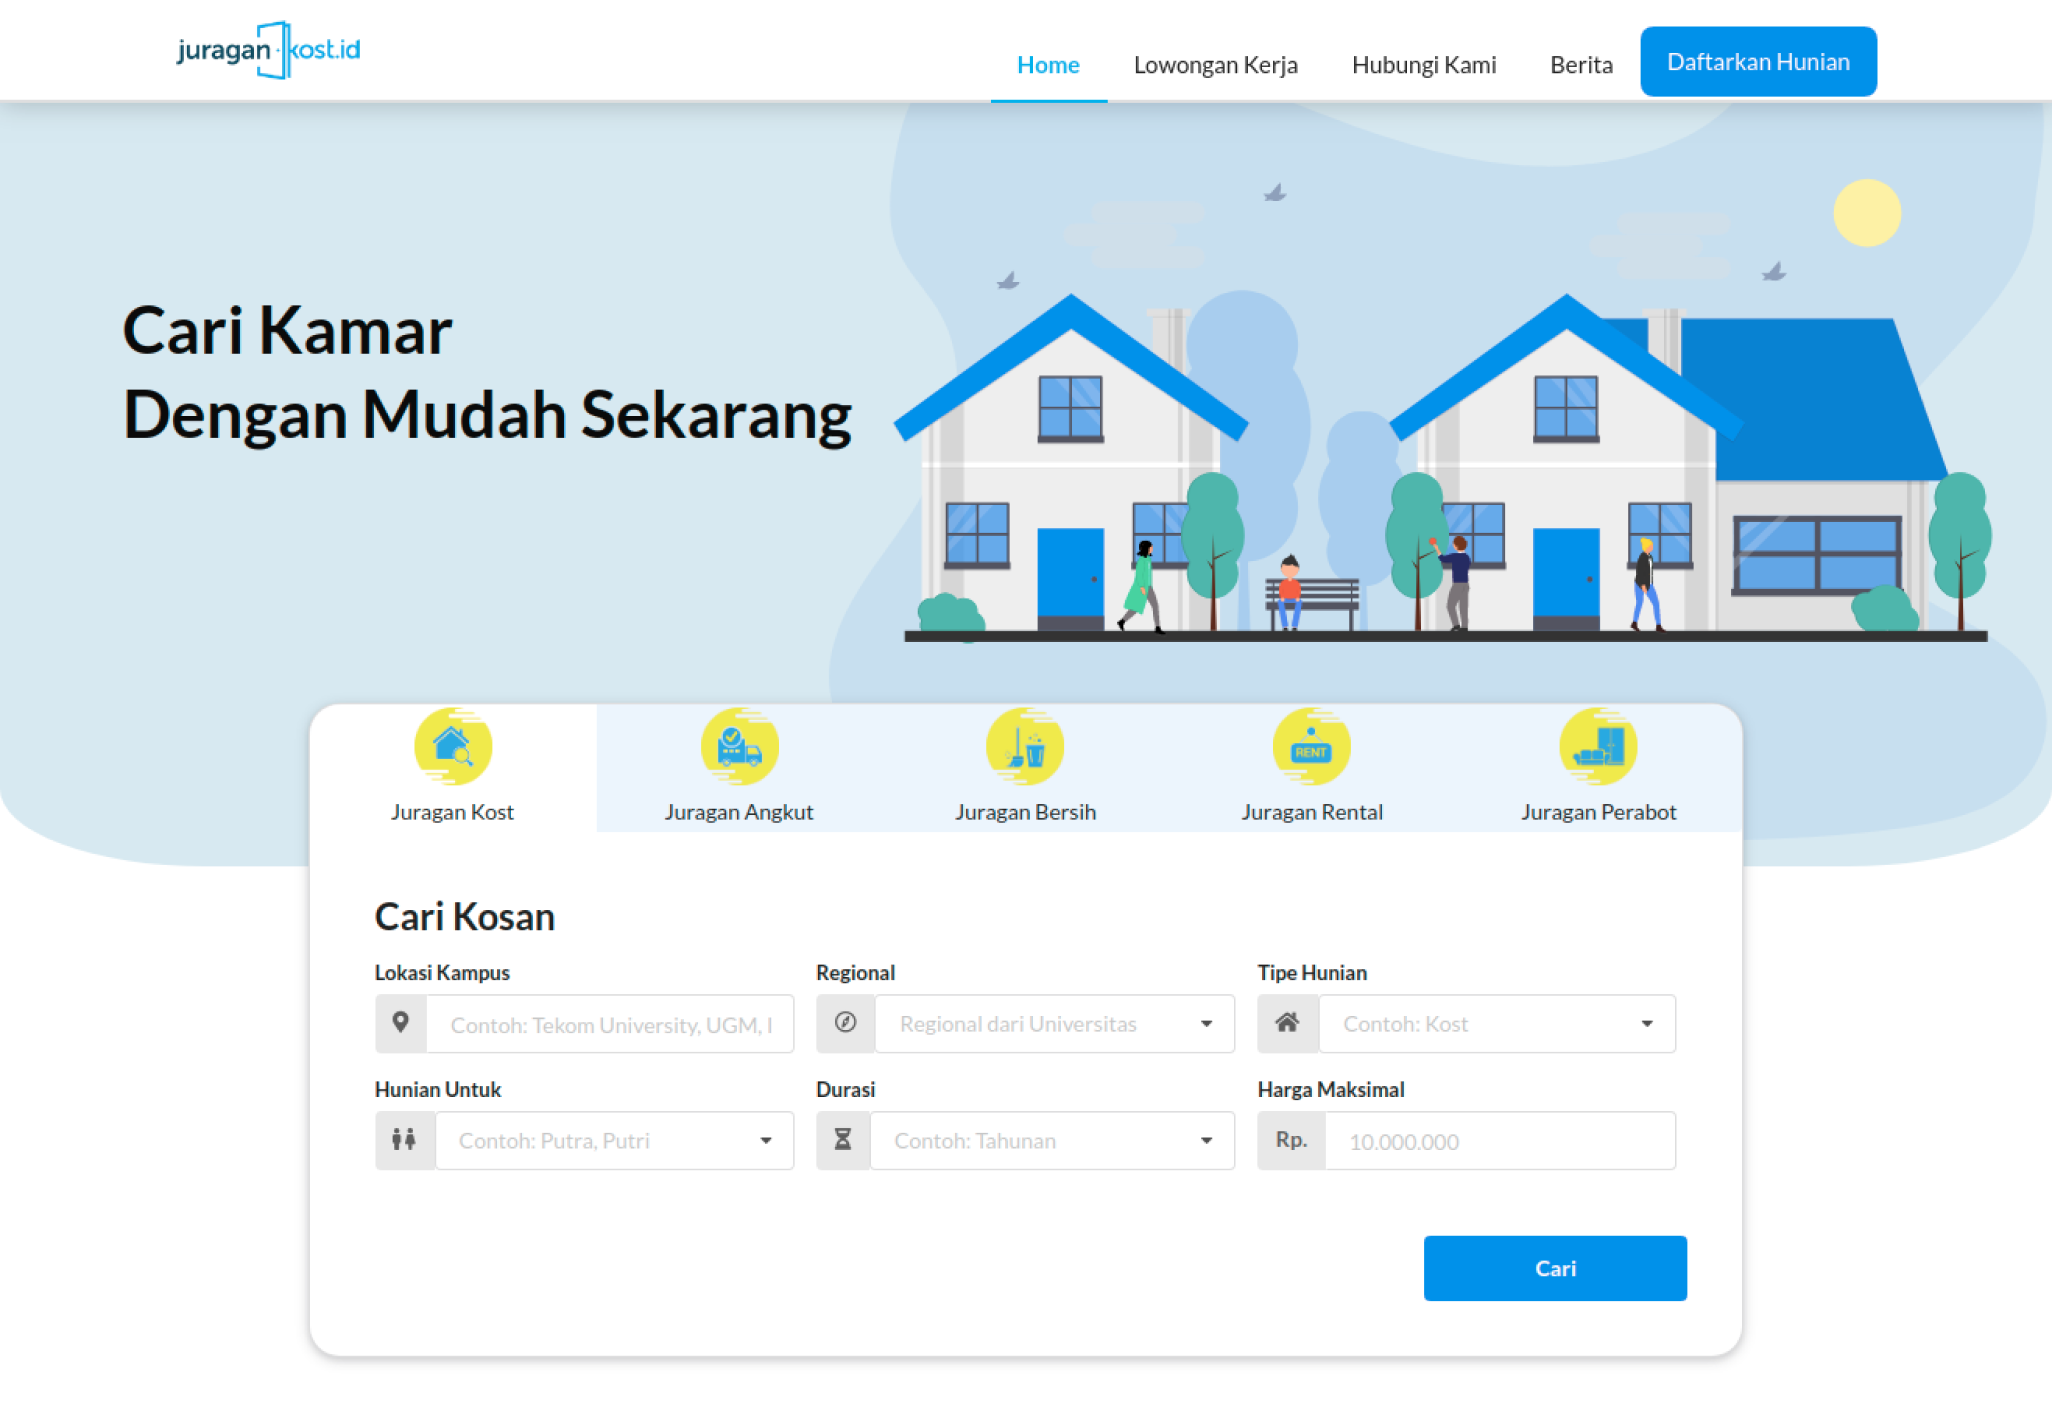 juragan kost.id
Home
Lowongan Kerja
Hubungi Kami
Berita
Daftarkan Hunian
Cari Kamar
Dengan Mudah Sekarang
RENT
Juragan Kost
Juragan Angkut
Juragan Bersih
Juragan Rental
Juragan Perabot
Cari Kosan
Lokasi Kampus
Contoh: Tekom University, UGM, I
Regional
Regional dari Universitas
Tipe Hunian
Contoh: Kost
Hunian Untuk
Contoh: Putra, Putri
Durasi
Contoh: Tahunan
Harga Maksimal
Rp. 10.000.000
Cari